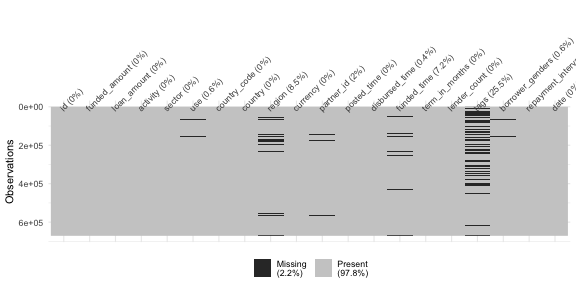 id (0%)
funded_amount (0%)
loan_amount (0%)
activity (0%)
sector (0%)
use (0.6%)
country_code (0%)
country (0%)
region (8.5%)
currency (0%)
partner_id (2%)
posted_time (0%)
disbursed_time (0.4%)
funded_time (7.2%)
term_in_months (0%)
lender_count (0%)
(25.5%)
borrower_genders (0.6%)
repayment_interv
date (0%
0e+00
2e+05
4e+05
6e+05
Observations
Missing
(2.2%)
Present
(97.8%)